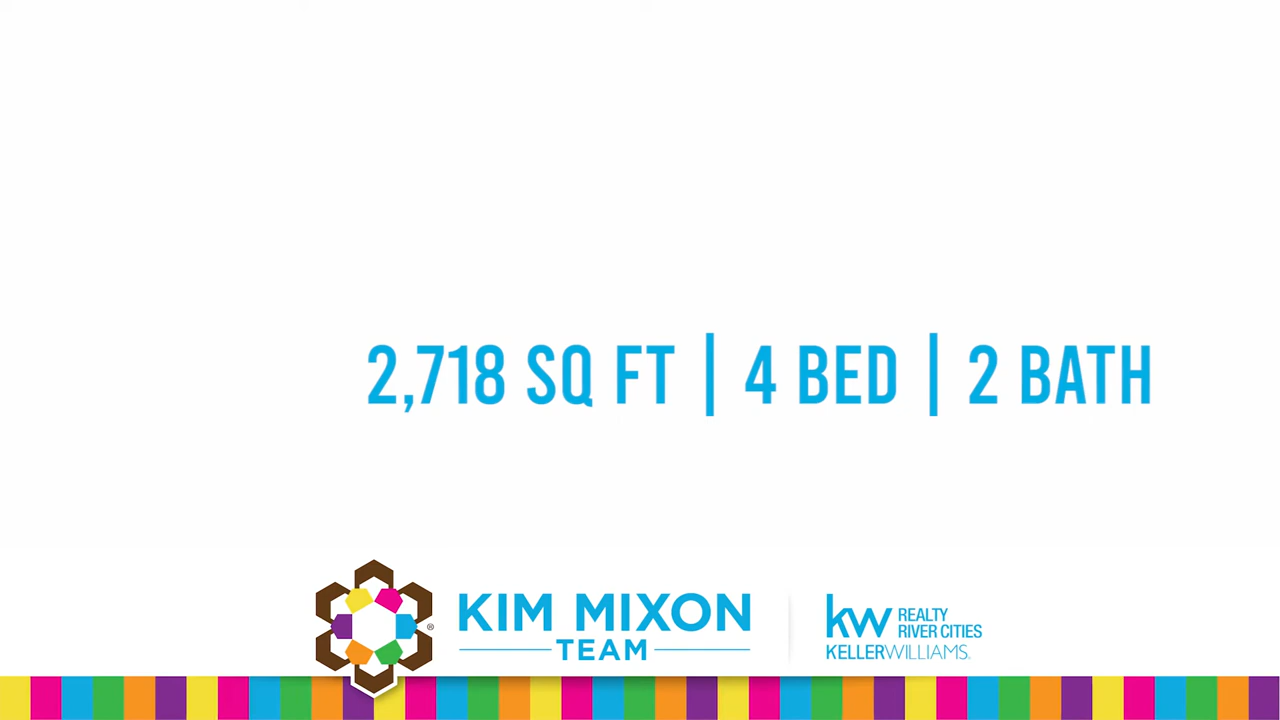 2,718 SQ FT | 4 BED | 2 BATH
KIM MIXON
TEAM
®
kw REALTY
RIVER CITIES
KELLERWILLIAMS.